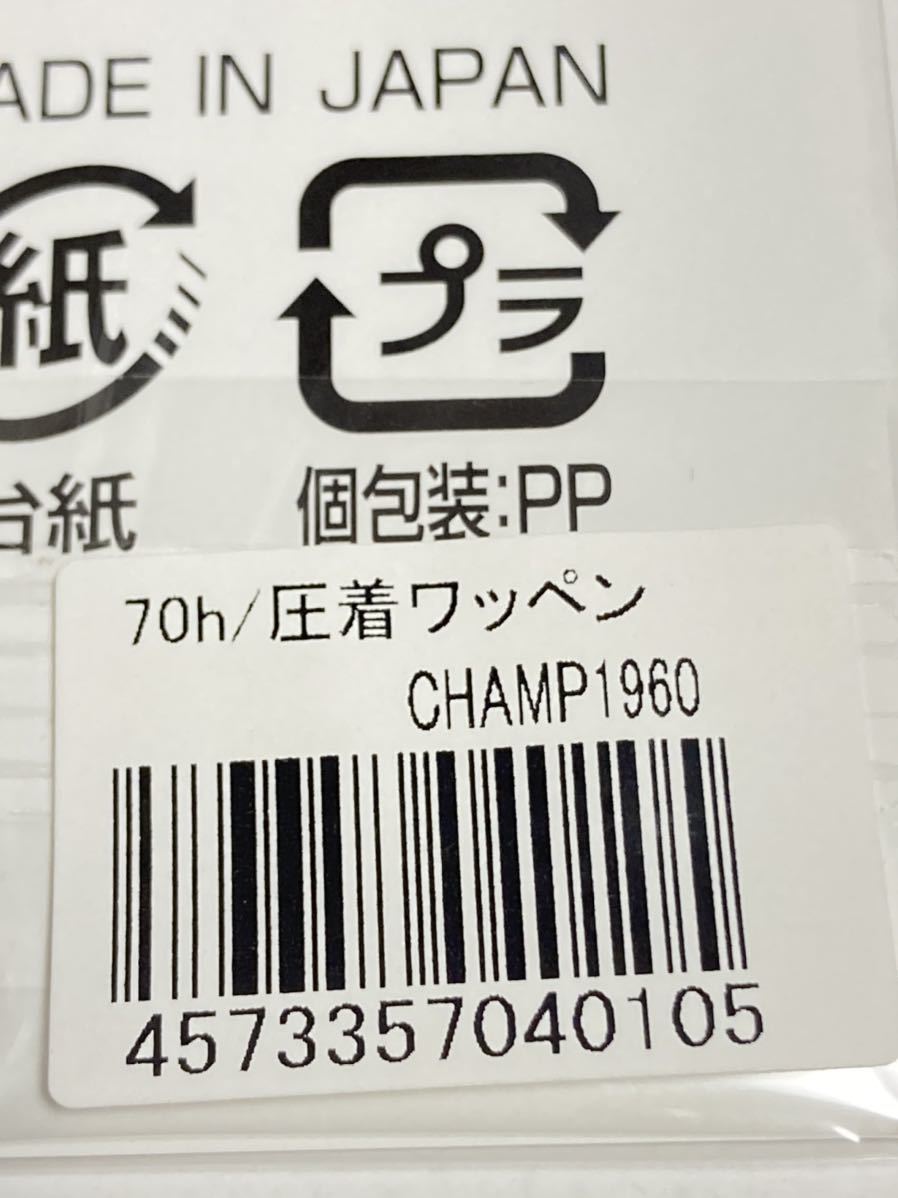 ADE IN JAPAN
紙
プラ
台紙
個包装:PP
70h/圧着ワッペン
CHAMP1960
4573357040105